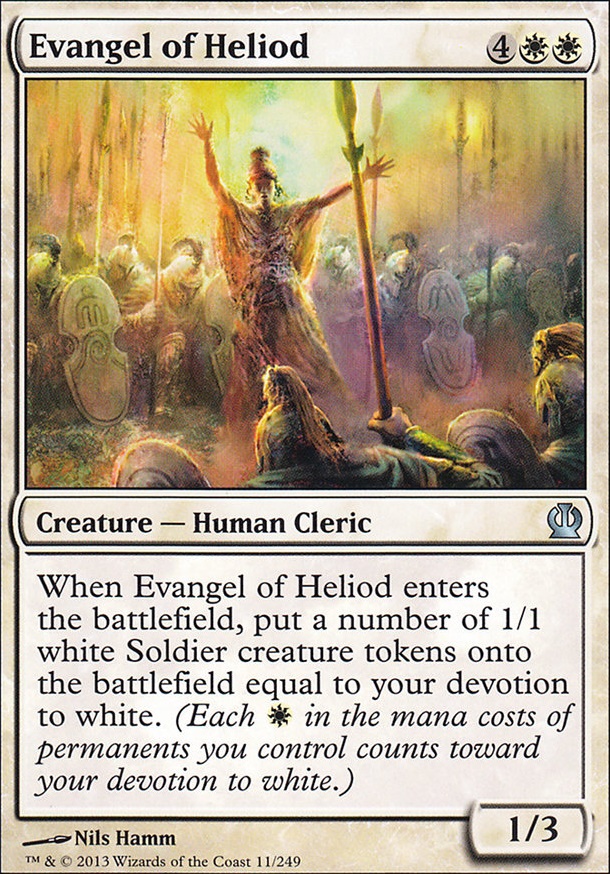 Evangel of Heliod 4
Creature — Human Cleric
When Evangel of Heliod enters
the battlefield, put a number of 1/1
white Soldier creature tokens onto
the battlefield equal to your devotion
to white. (Each in the mana costs of
permanents you control counts toward
your devotion to white.)
1/3
Nils Hamm
™ & © 2013 Wizards of the Coast 11/249